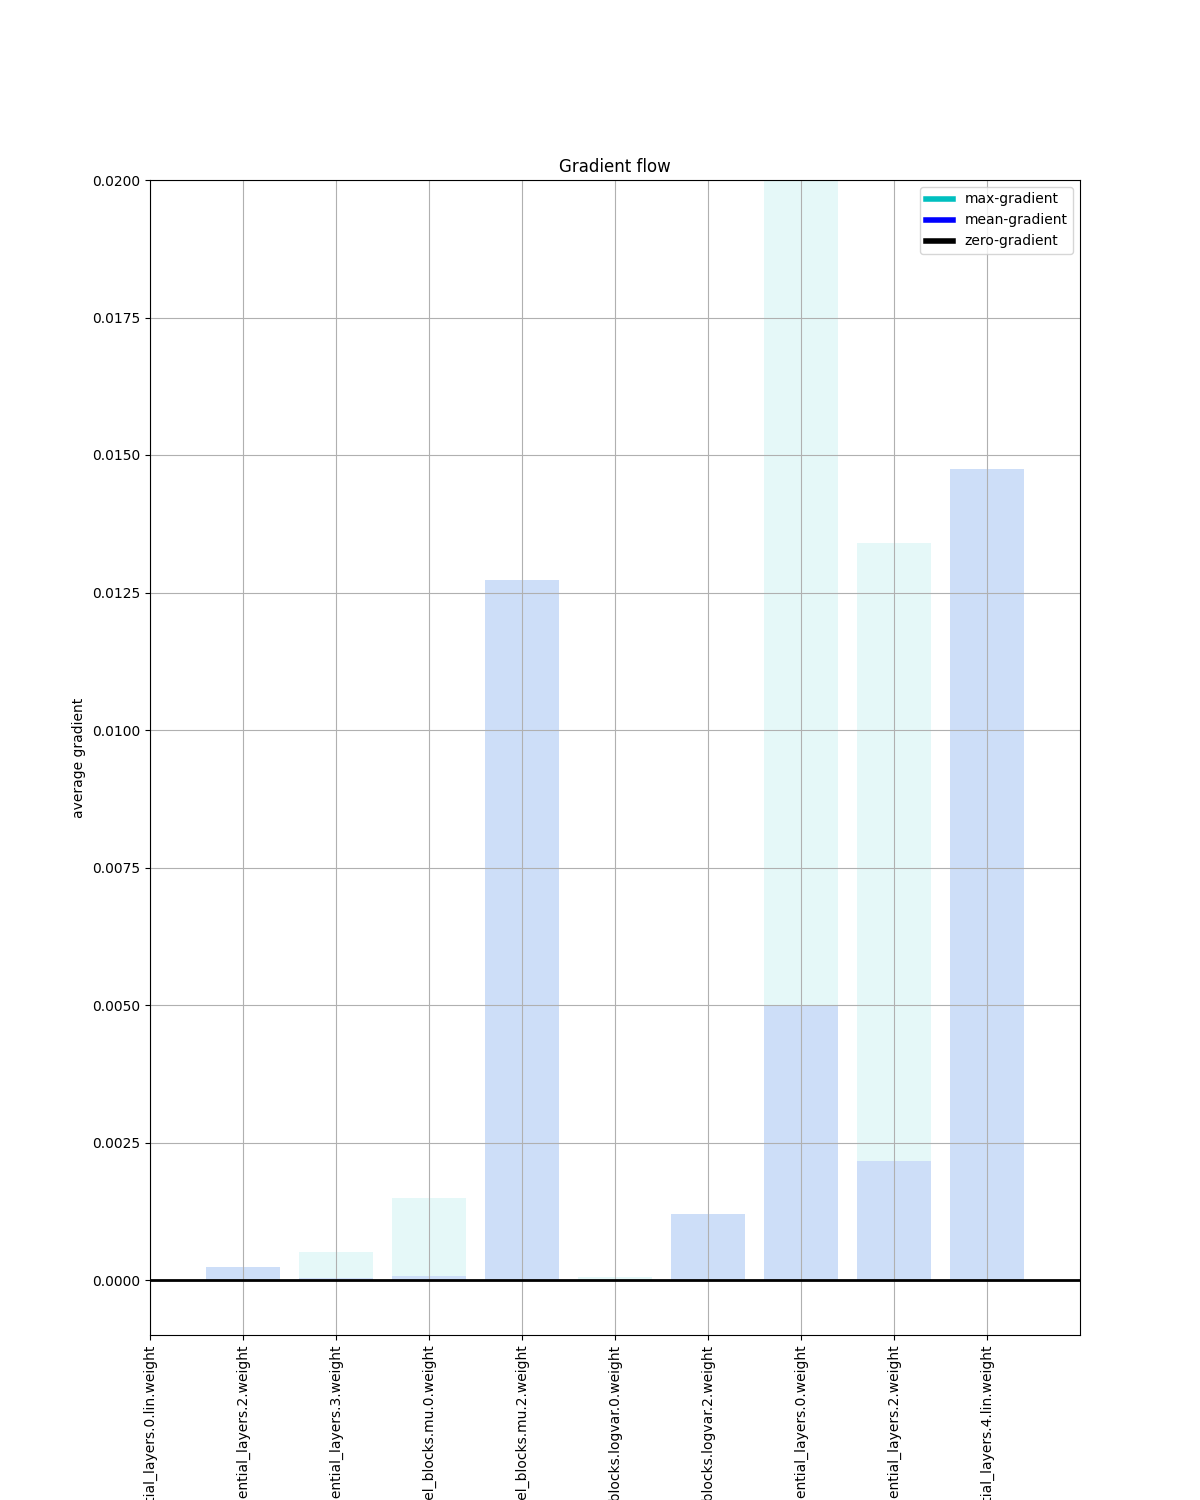 Gradient flow
max-gradient
mean-gradient
zero-gradient
0.0200
0.0175
0.0150
0.0125
0.0100
0.0075
0.0050
0.0025
0.0000
average gradient
tial_layers.0.lin.weight
ential_layers.2.weight
ential_layers.3.weight
el_blocks.mu.0.weight
el_blocks.mu.2.weight
blocks.logvar.0.weight
blocks.logvar.2.weight
ential_layers.0.weight
ential_layers.2.weight
tial_layers.4.lin.weight